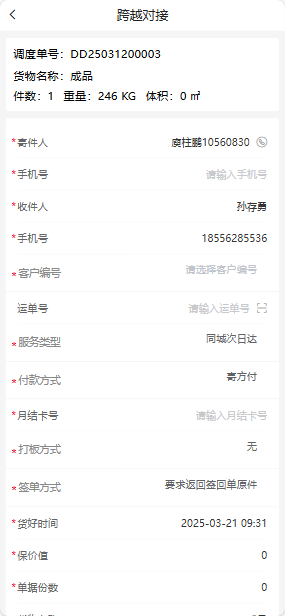 跨越对接
调度单号：DD25031200003
货物名称：成品
件数：1 重量：246 KG 体积：0 ㎡
*寄件人 庾柱鹏10560830
*手机号 请输入手机号
*收件人 孙存勇
*手机号 18556285536
*客户编号 请选择客户编号
运单号 请输入运单号
*服务类型 同城次日达
*付款方式 寄方付
*月结卡号 请输入月结卡号
*打板方式 无
*签单方式 要求返回签回单原件
*货好时间 2025-03-21 09:31
*保价值 0
*单据份数 0